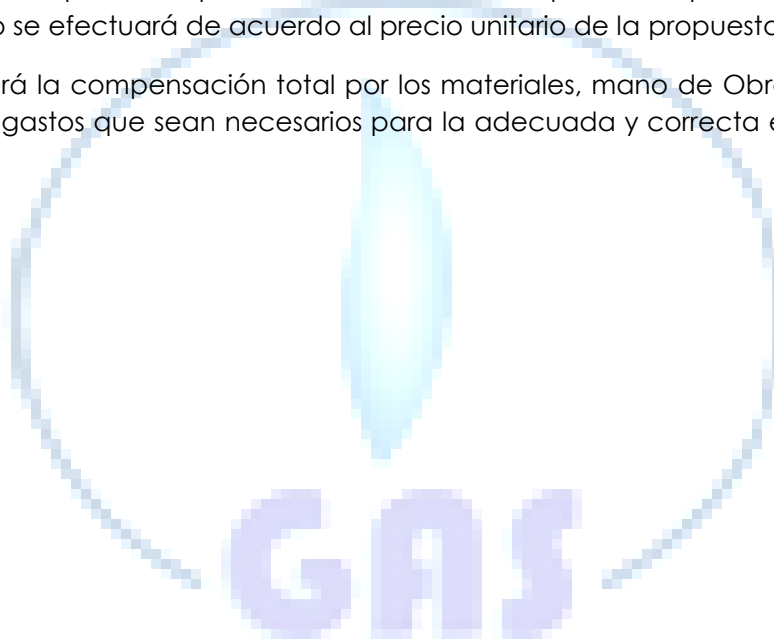 o se efectuará de acuerdo al precio unitario de la propuesta
rá la compensación total por los materiales, mano de Obra
gastos que sean necesarios para la adecuada y correcta e
GAS